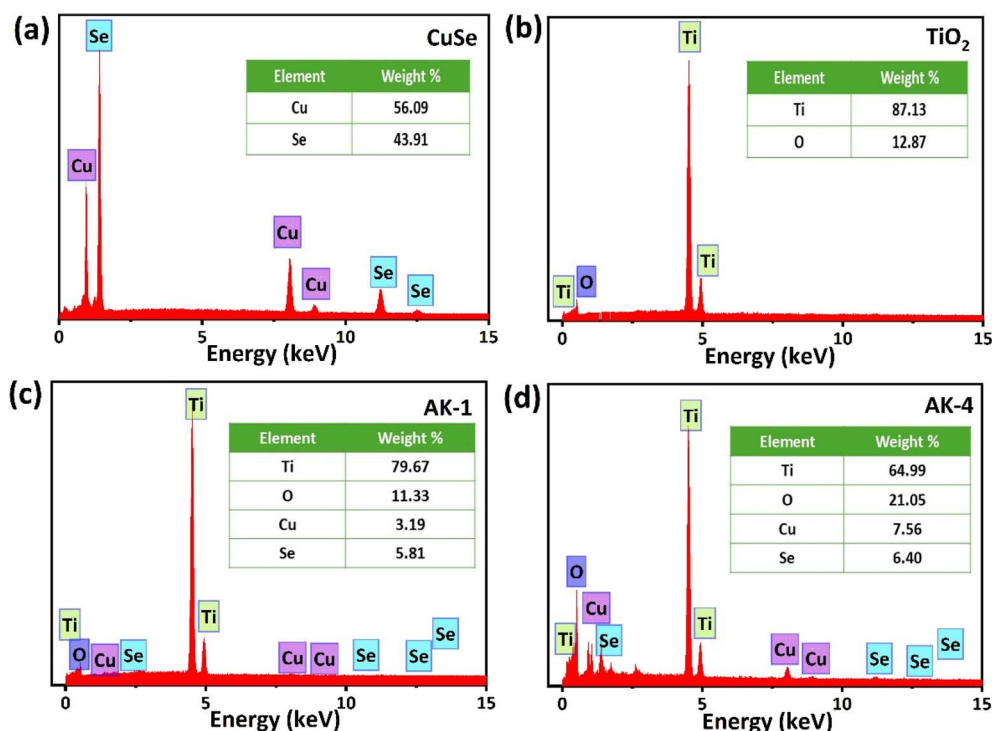 (a)
CuSe
Se
Element Weight %
Cu 56.09
Se 43.91
Cu
Cu
Cu
Se
Se
0 5 10 15
Energy (keV)
(b)
TiO2
Ti
Element Weight %
Ti 87.13
O 12.87
Ti
O
Ti
0 5 10 15
Energy (keV)
(c)
AK-1
Ti
Element Weight %
Ti 79.67
O 11.33
Cu 3.19
Se 5.81
Ti
Ti
O
Cu
Se
Cu
Cu
Se
Se
Se
0 5 10 15
Energy (keV)
(d)
AK-4
Ti
Element Weight %
Ti 64.99
O 21.05
Cu 7.56
Se 6.40
O
Cu
Ti
Se
Ti
Cu
Cu
Se
Se
Se
0 5 10 15
Energy (keV)